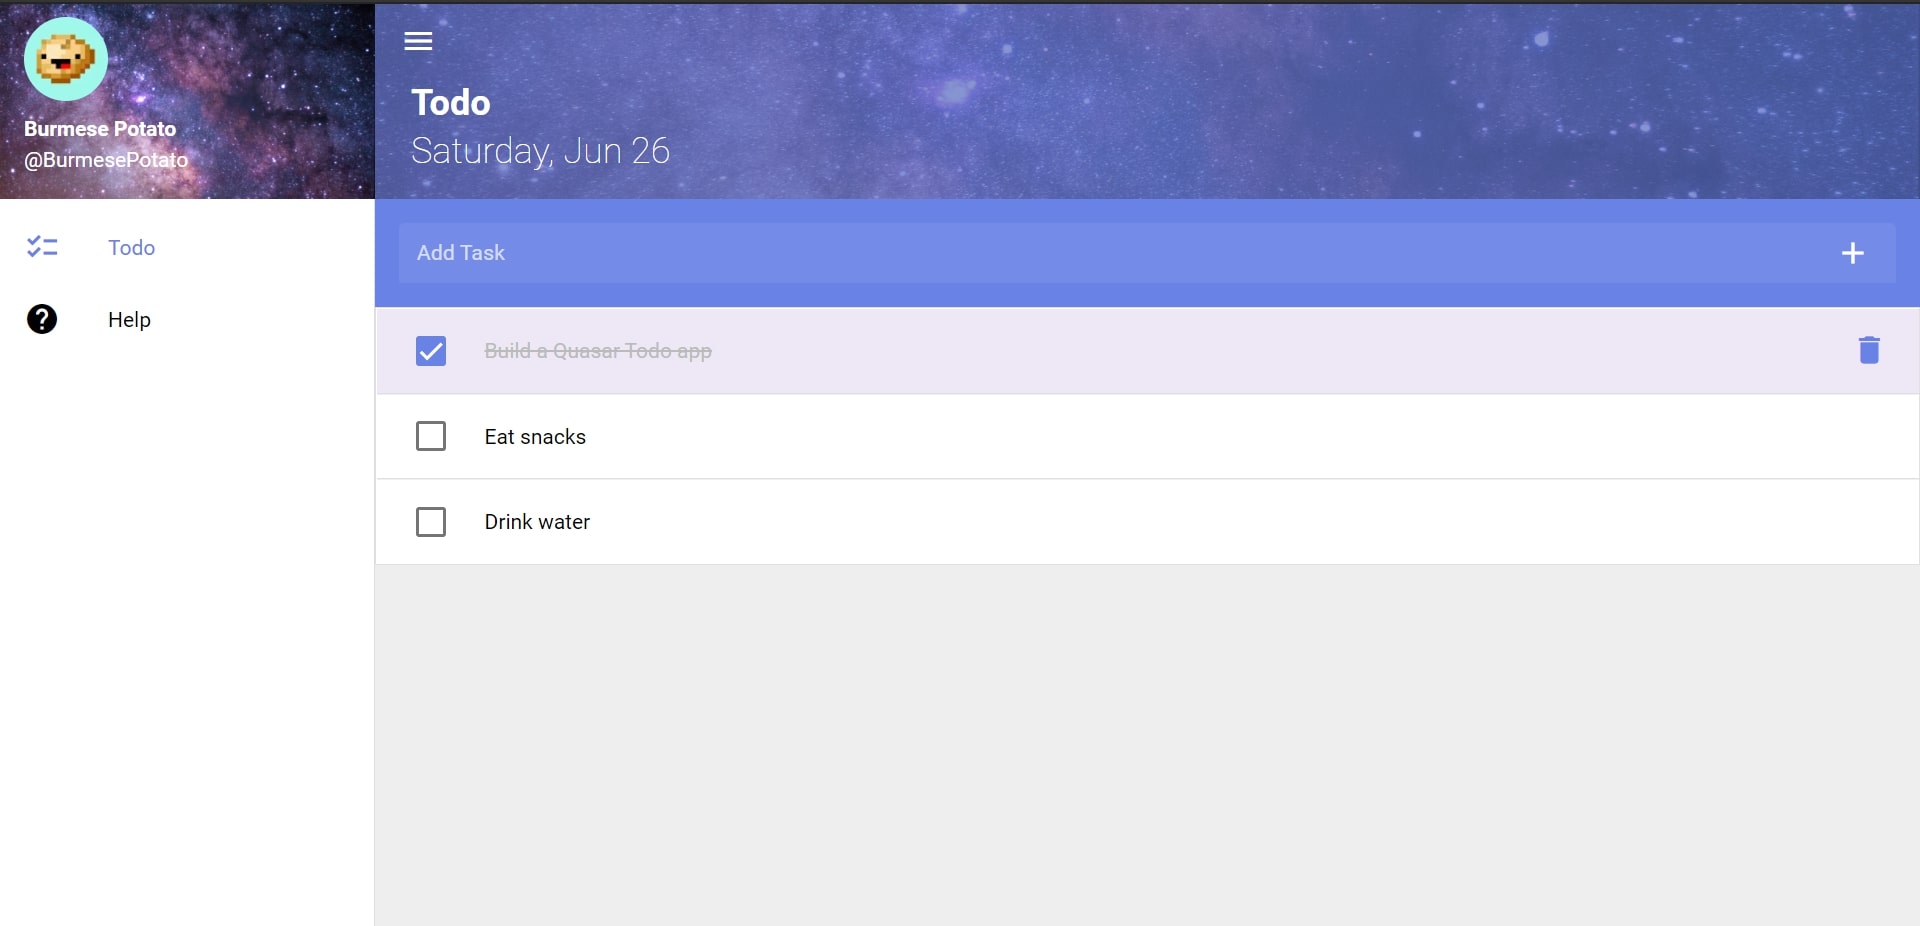 Burmese Potato
@BurmesePotato
Todo
Help
Todo
Saturday, Jun 26
Add Task
Build a Quasar Todo app
Eat snacks
Drink water